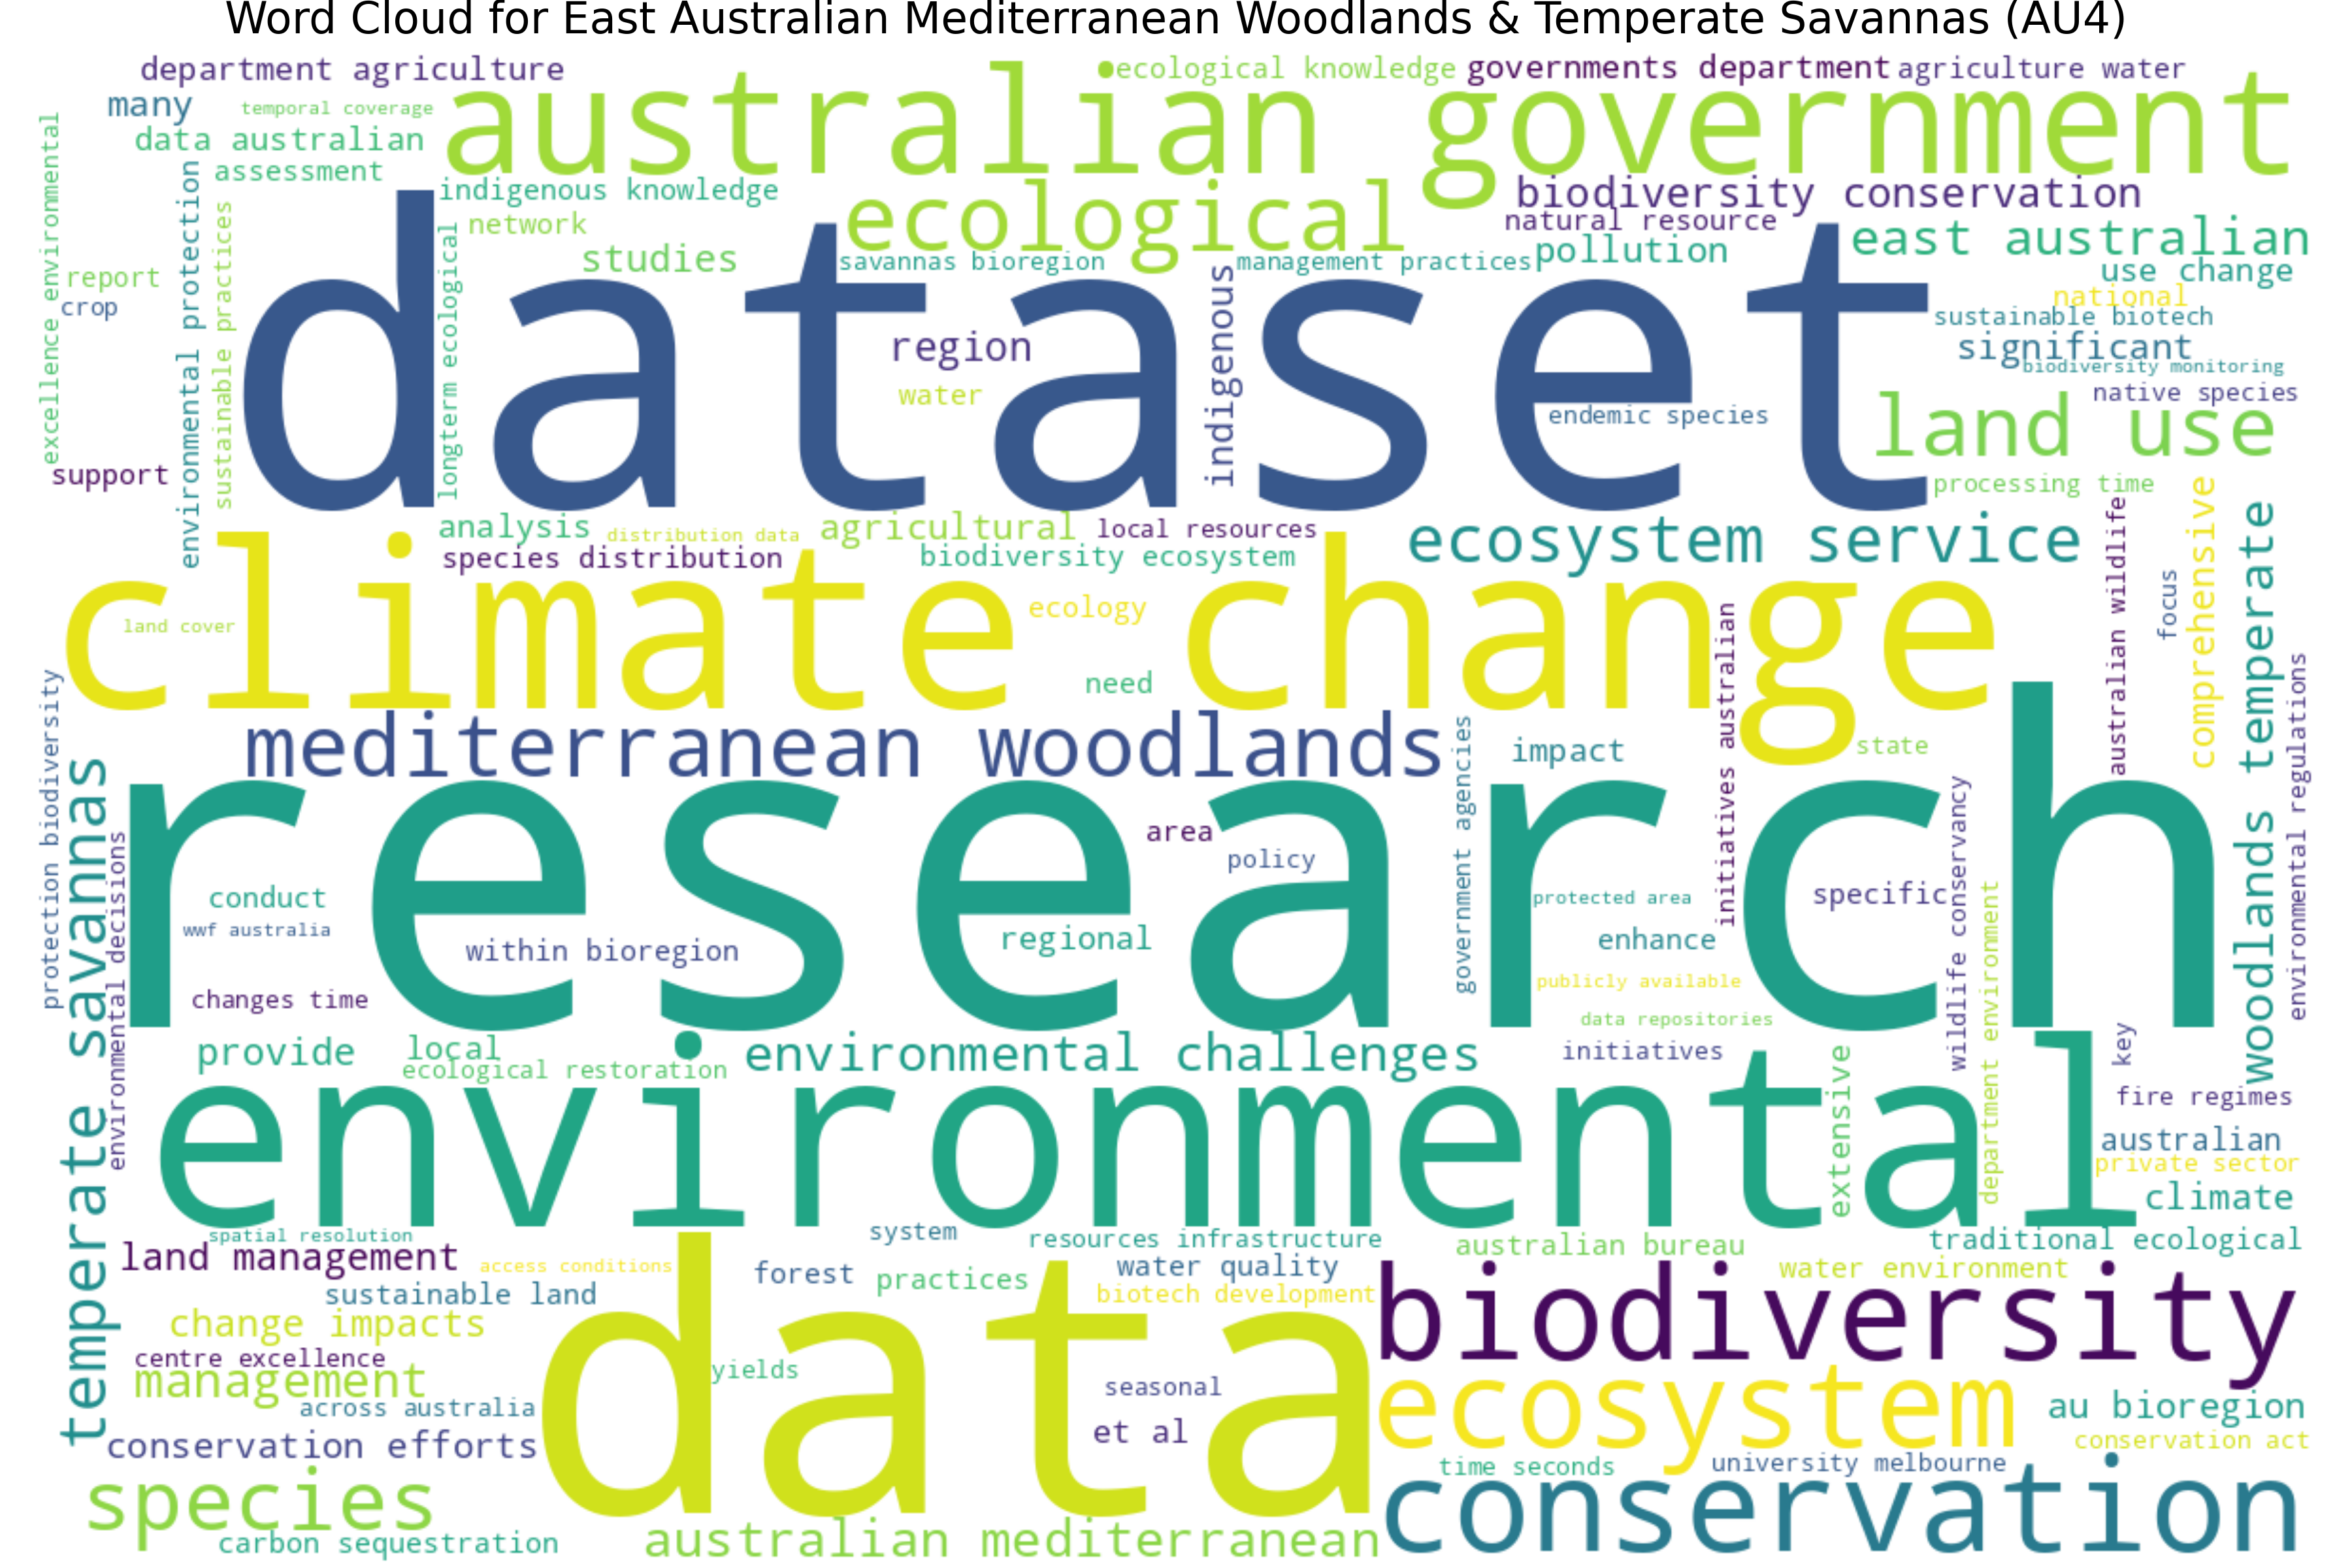 Word Cloud for East Australian Mediterranean Woodlands & Temperate Savannas (AU4)
department agriculture
ecological knowledge
governments department
agriculture water
many
temporal coverage
australian government
data australian
assessment
excellence environmental
environmental protection
sustainable practices
indigenous knowledge
network
longterm ecological
studies
ecological
biodiversity conservation
natural resource
pollution
east australian
savannas bioregion
management practices
use change
national
sustainable biotech
significant
biodiversity monitoring
native species
report
crop
support
dataset
region
water
indigenous
endemic species
land use
processing time
analysis
distribution data
agricultural
local resources
species distribution
biodiversity ecosystem
ecosystem service
australian wildlife
focus
comprehensive
woodlands temperate
climate change
land cover
ecology
need
initiatives australian
state
environmental regulations
mediterranean woodlands
government agencies
impact
protection biodiversity
temperate savannas
environmental decisions
research
area
policy
conduct
wwf australia
within bioregion
changes time
regional
protected area
enhance
publicly available
data repositories
specific
wildlife conservancy
department environment
provide
local
ecological restoration
environmental challenges
initiatives
extensive
key
fire regimes
environmental
australian
private sector
climate
spatial resolution
land management
access conditions
system
resources infrastructure
australian bureau
traditional ecological
sustainable land
forest
practices
water quality
biotech development
water environment
change impacts
data
biodiversity
centre excellence
management
yields
seasonal
et al
ecosystem
au bioregion
across australia
conservation efforts
conservation act
time seconds
university melbourne
species
conservation
carbon sequestration
australian mediterranean